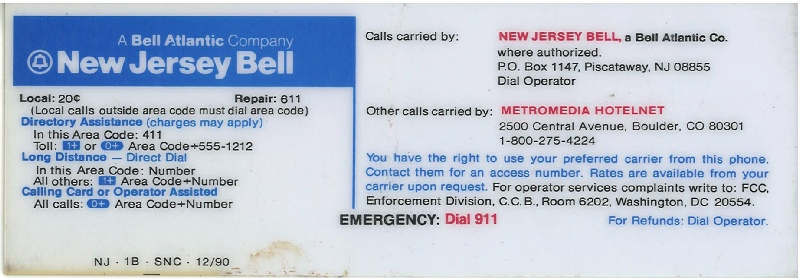 A Bell Atlantic Company
New Jersey Bell
Local: 20¢ Repair: 611
(Local calls outside area code must dial area code)
Directory Assistance (charges may apply)
In this Area Code: 411
Toll: 1+ or 0+ Area Code+555-1212
Long Distance — Direct Dial
In this Area Code: Number
All others: 1+ Area Code+Number
Calling Card or Operator Assisted
All calls: 0+ Area Code+Number
NJ - 1B - SNC - 12/90
Calls carried by: NEW JERSEY BELL, a Bell Atlantic Co.
where authorized.
P.O. Box 1147, Piscataway, NJ 08855
Dial Operator
Other calls carried by: METROMEDIA HOTELNET
2500 Central Avenue, Boulder, CO 80301
1-800-275-4224
You have the right to use your preferred carrier from this phone.
Contact them for an access number. Rates are available from your
carrier upon request. For operator services complaints write to: FCC,
Enforcement Division, C.C.B., Room 6202, Washington, DC 20554.
EMERGENCY: Dial 911 For Refunds: Dial Operator.